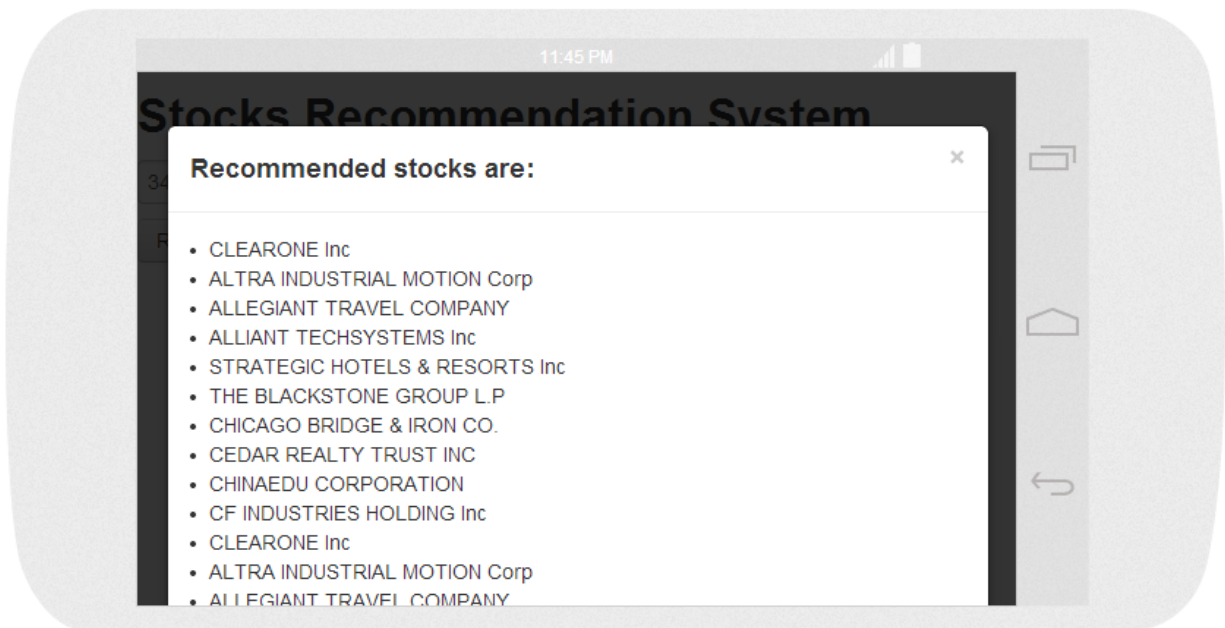 11:45 PM
Stocks Recommendation System
34
R
Recommended stocks are:
×
• CLEARONE Inc
• ALTRA INDUSTRIAL MOTION Corp
• ALLEGIANT TRAVEL COMPANY
• ALLIANT TECHSYSTEMS Inc
• STRATEGIC HOTELS & RESORTS Inc
• THE BLACKSTONE GROUP L.P
• CHICAGO BRIDGE & IRON CO.
• CEDAR REALTY TRUST INC
• CHINAEDU CORPORATION
• CF INDUSTRIES HOLDING Inc
• CLEARONE Inc
• ALTRA INDUSTRIAL MOTION Corp
• ALLEGIANT TRAVEL COMPANY